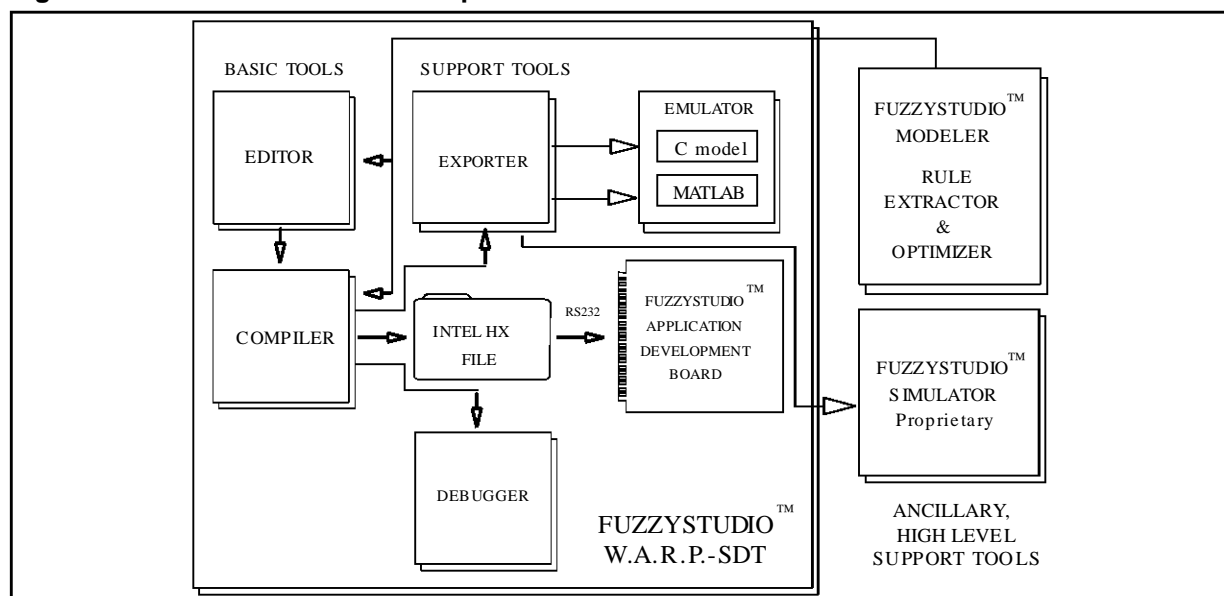 BASIC TOOLS
SUPPORT TOOLS
EDITOR
EXPORTER
EMULATOR
C model
MATLAB
FUZZYSTUDIO™
MODELER
RULE
EXTRACTOR
&
OPTIMIZER
COMPILER
INTEL HX
FILE
RS232
FUZZYSTUDIO™
APPLICATION
DEVELOPMENT
BOARD
FUZZYSTUDIO™
SIMULATOR
Proprietary
DEBUGGER
FUZZYSTUDIO™
W.A.R.P.-SDT
ANCILLARY,
HIGH LEVEL
SUPPORT TOOLS